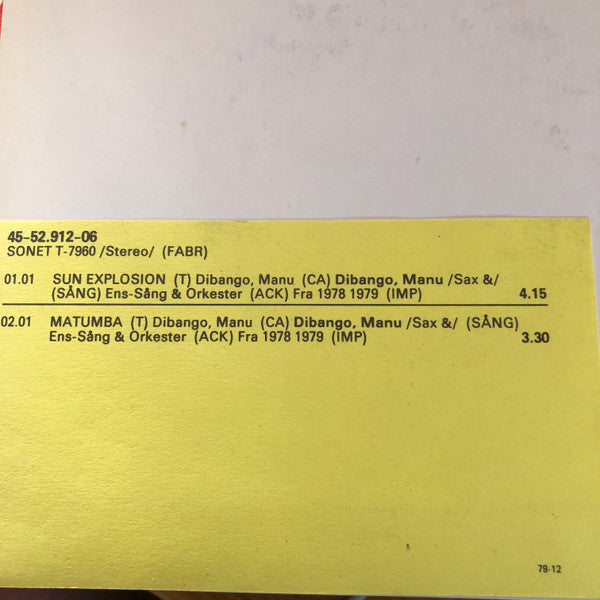 45-52.912-06
SONET T-7960 /Stereo/ (FABR)
01.01 SUN EXPLOSION (T) Dibango, Manu (CA) Dibango, Manu /Sax &/
(SÅNG) Ens-Sång & Orkester (ACK) Fra 1978 1979 (IMP) 4.15
02.01 MATUMBA (T) Dibango, Manu (CA) Dibango, Manu /Sax &/ (SÅNG)
Ens-Sång & Orkester (ACK) Fra 1978 1979 (IMP) 3.30
79-12